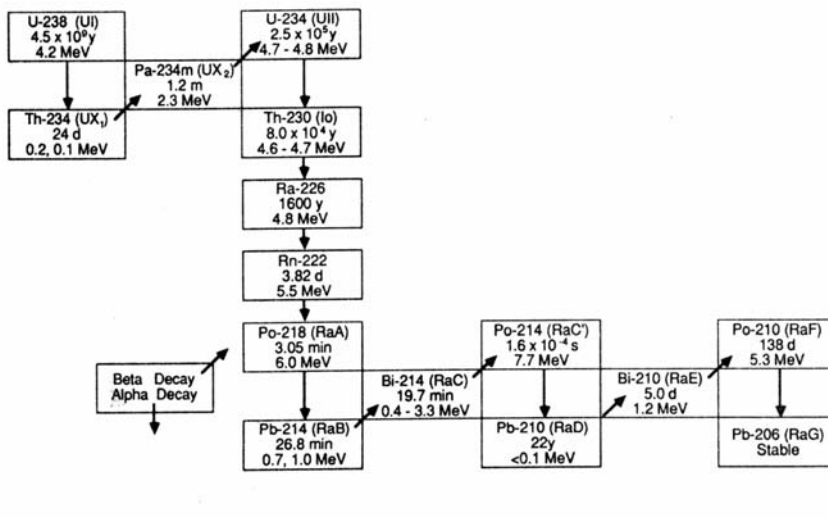 U-238 (UI)
4.5 x 10⁹y
4.2 MeV
U-234 (UII)
2.5 x 10⁵y
4.7 - 4.8 MeV
Pa-234m (UX₂)
1.2 m
2.3 MeV
Th-234 (UX₁)
24 d
0.2, 0.1 MeV
Th-230 (Io)
8.0 x 10⁴ y
4.6 - 4.7 MeV
Ra-226
1600 y
4.8 MeV
Rn-222
3.82 d
5.5 MeV
Po-218 (RaA)
3.05 min
6.0 MeV
Po-214 (RaC')
1.6 x 10⁻⁴ s
7.7 MeV
Po-210 (RaF)
138 d
5.3 MeV
Beta Decay
Alpha Decay
Bi-214 (RaC)
19.7 min
0.4 - 3.3 MeV
Bi-210 (RaE)
5.0 d
1.2 MeV
Pb-214 (RaB)
26.8 min
0.7, 1.0 MeV
Pb-210 (RaD)
22y
<0.1 MeV
Pb-206 (RaG)
Stable